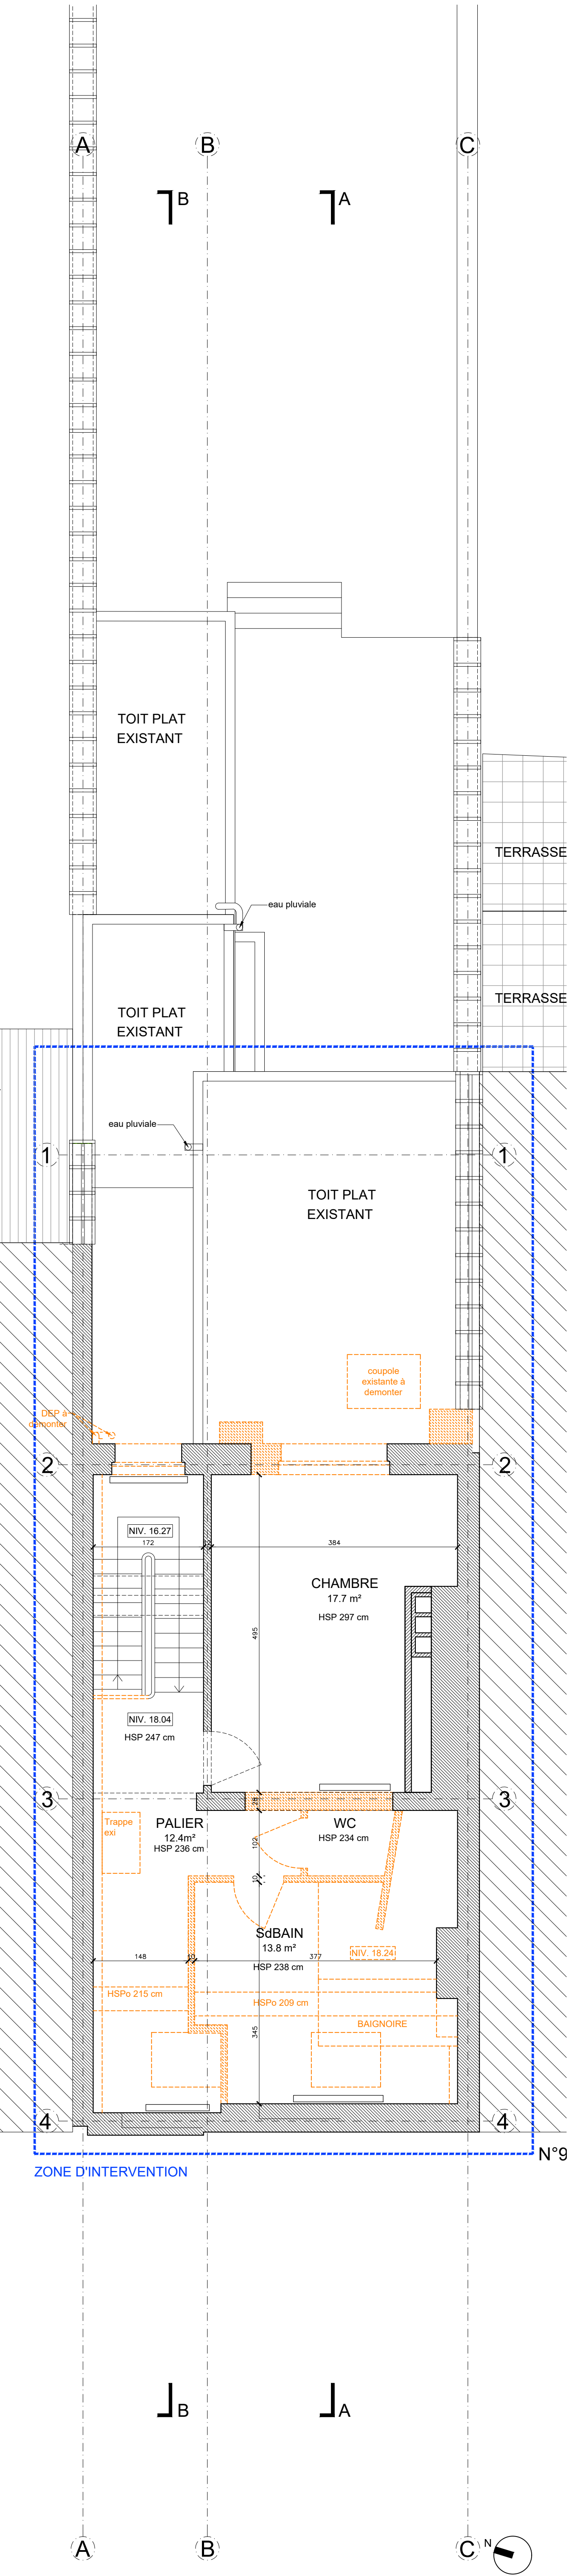 A
B
C
B
A
TOIT PLAT
EXISTANT
TERRASSE
eau pluviale
TERRASSE
TOIT PLAT
EXISTANT
eau pluviale
1
1
TOIT PLAT
EXISTANT
coupole
existante à
demonter
DEP à
demonter
2
2
NIV. 16.27
172
12
384
CHAMBRE
17.7 m²
HSP 297 cm
495
NIV. 18.04
HSP 247 cm
3
3
28
Trappe
exi
PALIER
12.4m²
HSP 236 cm
WC
HSP 234 cm
102
10
SdBAIN
13.8 m²
HSP 238 cm
NIV. 18.24
148
10
377
HSPo 215 cm
HSPo 209 cm
BAIGNOIRE
345
4
4
N°9
ZONE D'INTERVENTION
B
A
A
B
C
N